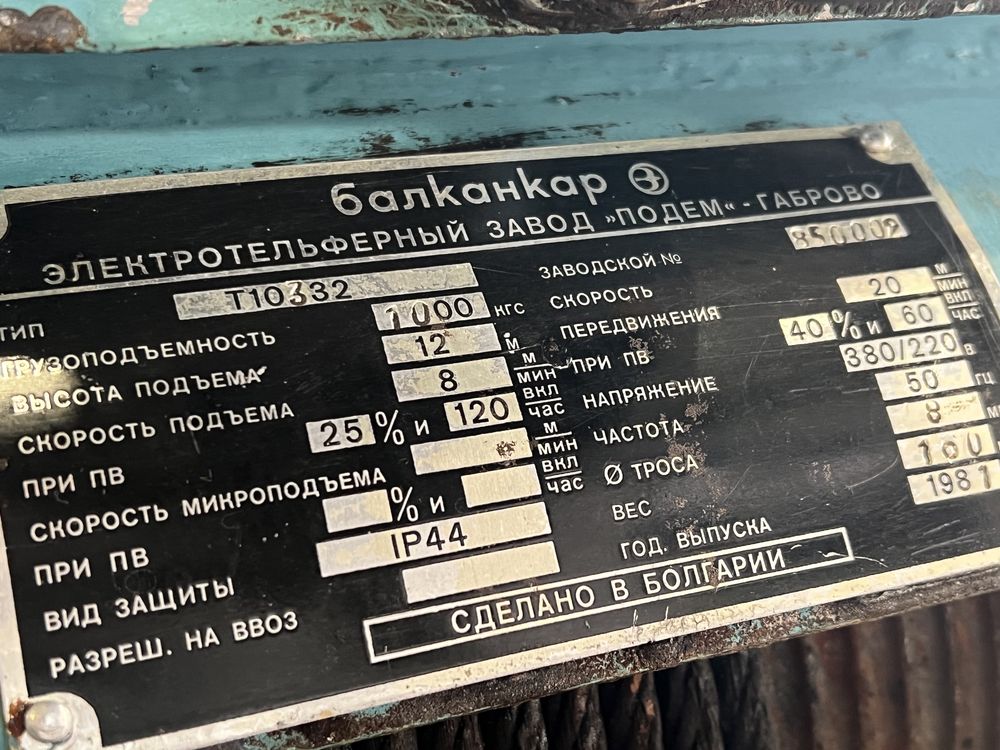 балканкар
ЭЛЕКТРОТЕЛЬФЕРНЫЙ ЗАВОД „ПОДЕМ“ - ГАБРОВО
ТИП Т10332
ГРУЗОПОДЪЕМНОСТЬ 1000 кгс
ВЫСОТА ПОДЪЕМА 12 м
СКОРОСТЬ ПОДЪЕМА 8 м/мин
ПРИ ПВ 25 % и 120 вкл/час
СКОРОСТЬ МИКРОПОДЪЕМА м/мин
ПРИ ПВ % и вкл/час
ВИД ЗАЩИТЫ IP44
РАЗРЕШ. НА ВВОЗ
ЗАВОДСКОЙ №
СКОРОСТЬ
ПЕРЕДВИЖЕНИЯ 20 м/мин
ПРИ ПВ 40 % и 60 вкл/час
НАПРЯЖЕНИЕ 380/220 в
ЧАСТОТА 50 гц
Ø ТРОСА 8 м
ВЕС 160
ГОД. ВЫПУСКА 1981
СДЕЛАНО В БОЛГАРИИ